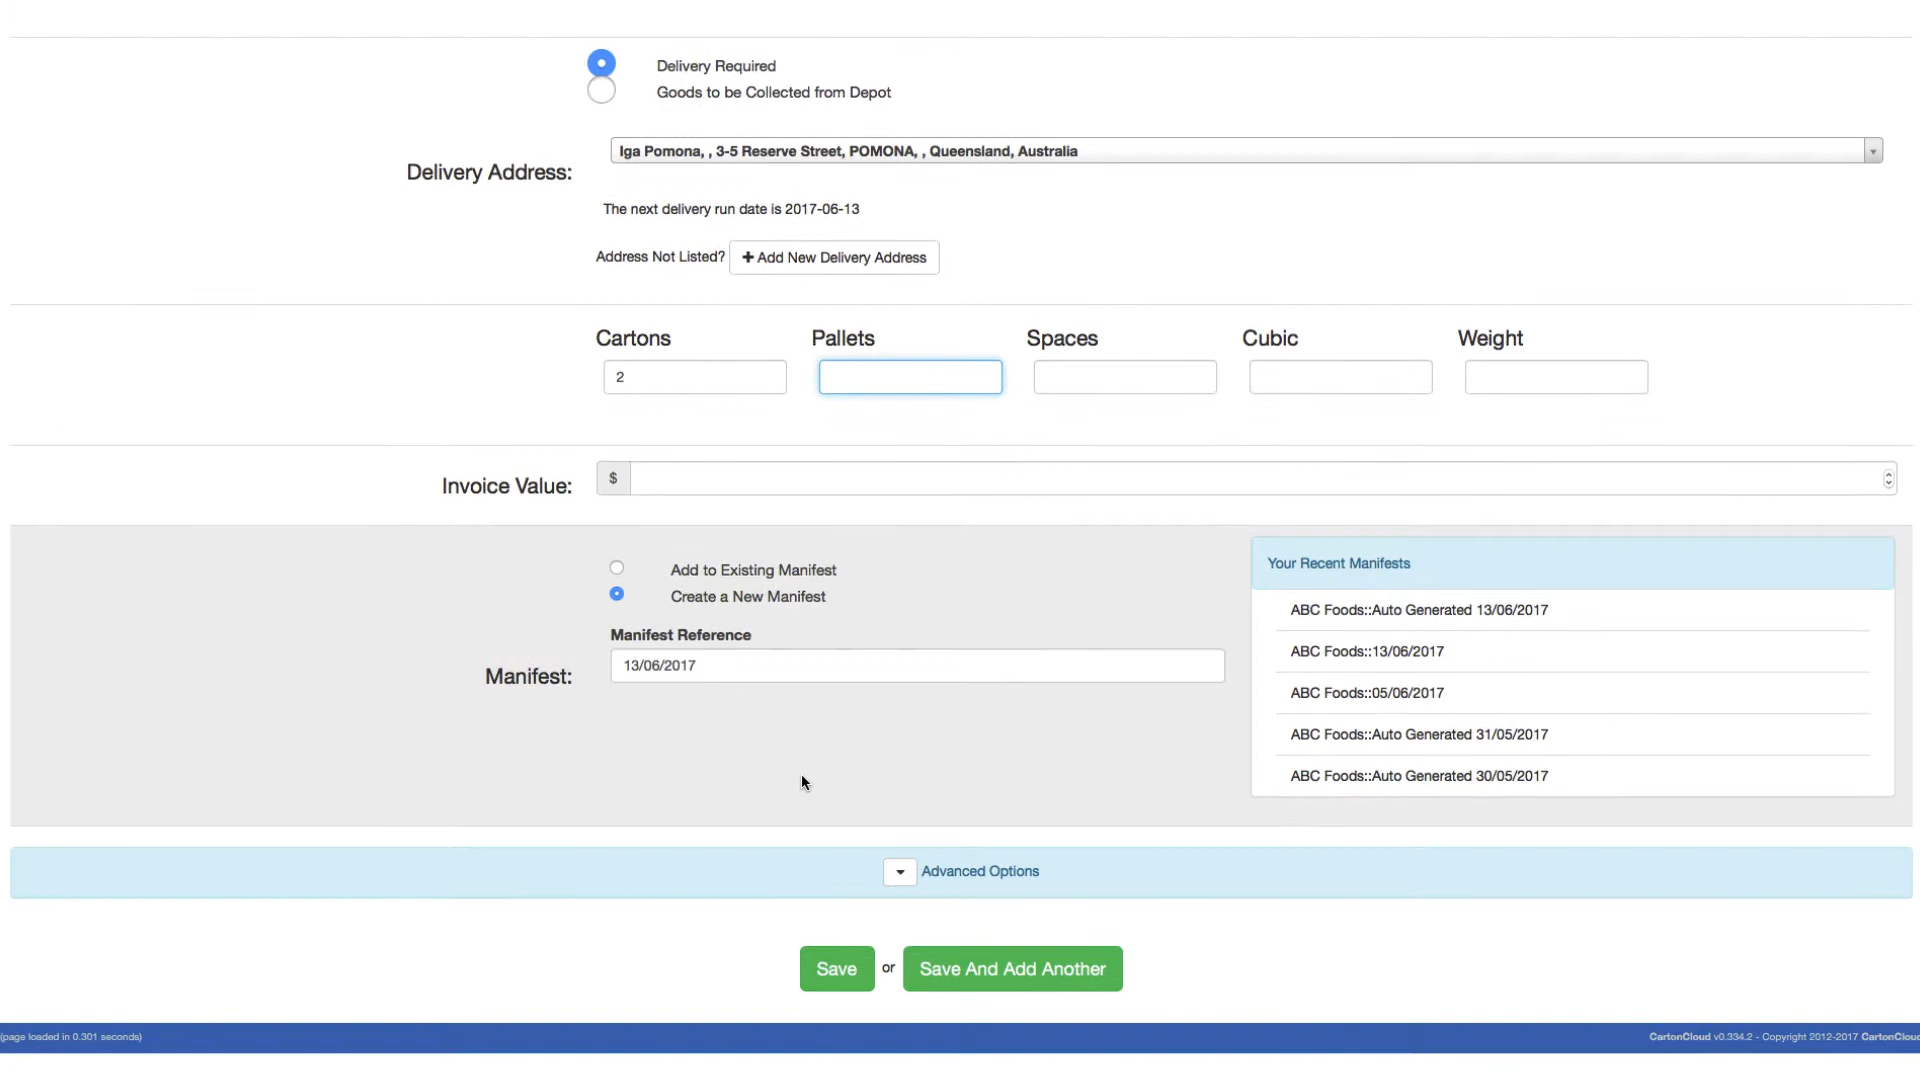 Delivery Required
Goods to be Collected from Depot
Delivery Address:
Iga Pomona, , 3-5 Reserve Street, POMONA, , Queensland, Australia
The next delivery run date is 2017-06-13
Address Not Listed? + Add New Delivery Address
Cartons Pallets Spaces Cubic Weight
2
Invoice Value: $
Add to Existing Manifest
Create a New Manifest
Manifest Reference
Manifest: 13/06/2017
Your Recent Manifests
ABC Foods::Auto Generated 13/06/2017
ABC Foods::13/06/2017
ABC Foods::05/06/2017
ABC Foods::Auto Generated 31/05/2017
ABC Foods::Auto Generated 30/05/2017
Advanced Options
Save or Save And Add Another
(page loaded in 0.301 seconds) CartonCloud v0.334.2 - Copyright 2012-2017 CartonCloud